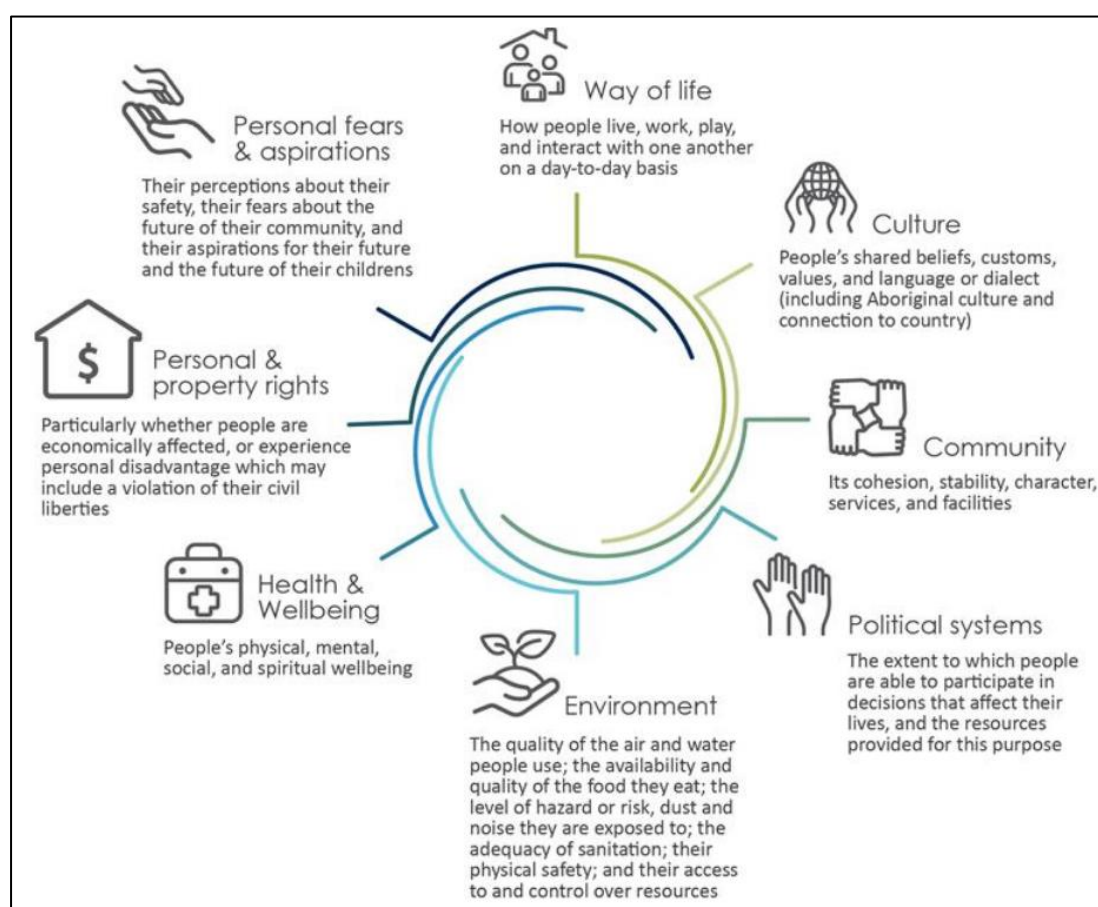 Way of life
How people live, work, play,
and interact with one another
on a day-to-day basis
Culture
People's shared beliefs, customs,
values, and language or dialect
(including Aboriginal culture and
connection to country)
Community
Its cohesion, stability, character,
services, and facilities
Political systems
The extent to which people
are able to participate in
decisions that affect their
lives, and the resources
provided for this purpose
Environment
The quality of the air and water
people use; the availability and
quality of the food they eat; the
level of hazard or risk, dust and
noise they are exposed to; the
adequacy of sanitation; their
physical safety; and their access
to and control over resources
Health &
Wellbeing
People's physical, mental,
social, and spiritual wellbeing
$
Personal &
property rights
Particularly whether people are
economically affected, or experience
personal disadvantage which may
include a violation of their civil
liberties
Personal fears
& aspirations
Their perceptions about their
safety, their fears about the
future of their community, and
their aspirations for their future
and the future of their childrens